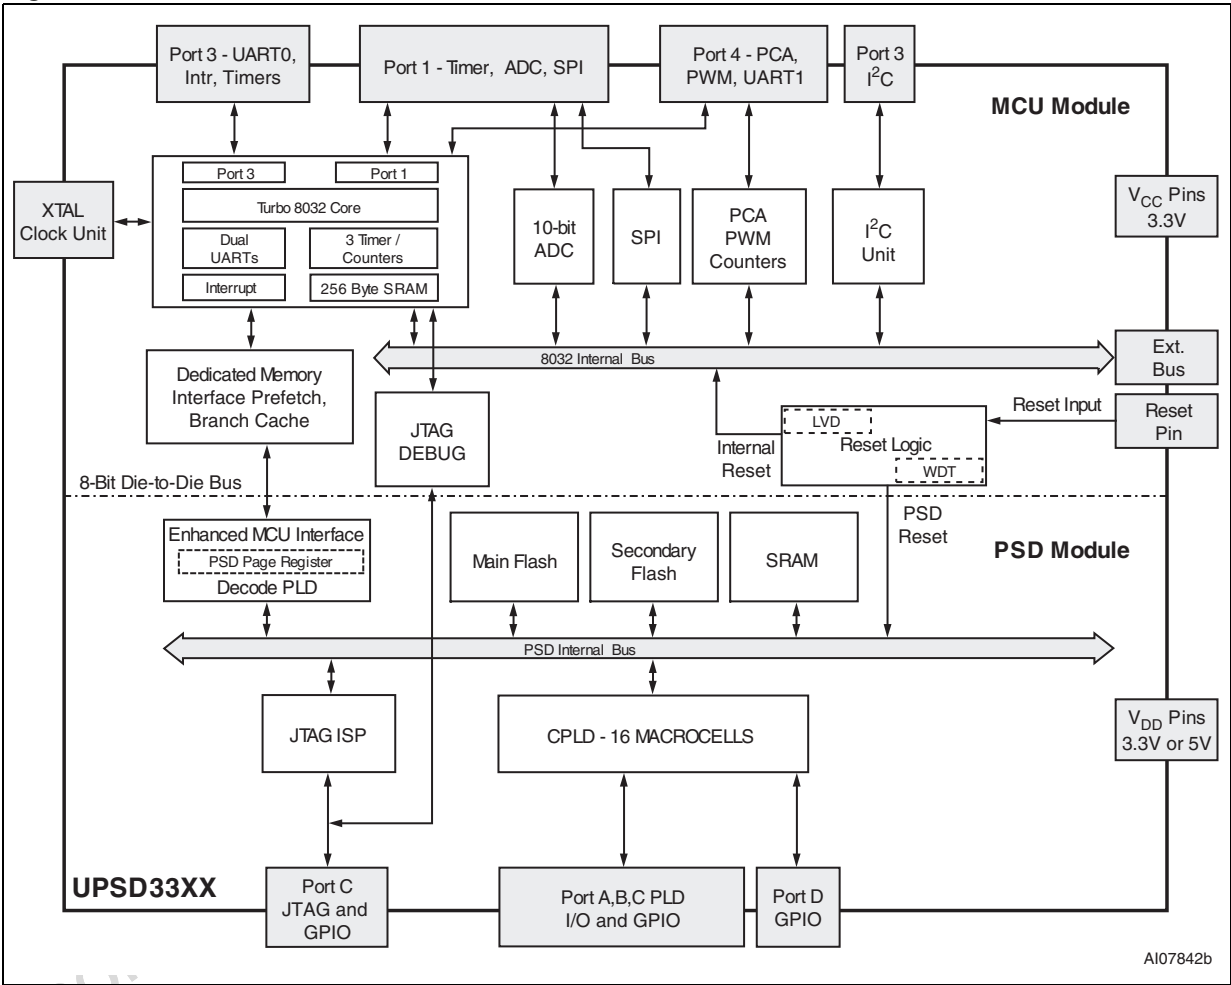 Port 3 - UART0,
Intr, Timers
Port 1 - Timer, ADC, SPI
Port 4 - PCA,
PWM, UART1
Port 3
I2C
MCU Module
XTAL
Clock Unit
Port 3
Port 1
Turbo 8032 Core
Dual
UARTs
3 Timer /
Counters
Interrupt
256 Byte SRAM
10-bit
ADC
SPI
PCA
PWM
Counters
I2C
Unit
VCC Pins
3.3V
8032 Internal Bus
Ext.
Bus
Dedicated Memory
Interface Prefetch,
Branch Cache
JTAG
DEBUG
LVD
Reset Logic
WDT
Internal
Reset
Reset Input
Reset
Pin
8-Bit Die-to-Die Bus
PSD
Reset
PSD Module
Enhanced MCU Interface
PSD Page Register
Decode PLD
Main Flash
Secondary
Flash
SRAM
PSD Internal Bus
JTAG ISP
CPLD - 16 MACROCELLS
VDD Pins
3.3V or 5V
UPSD33XX
Port C
JTAG and
GPIO
Port A,B,C PLD
I/O and GPIO
Port D
GPIO
AI07842b